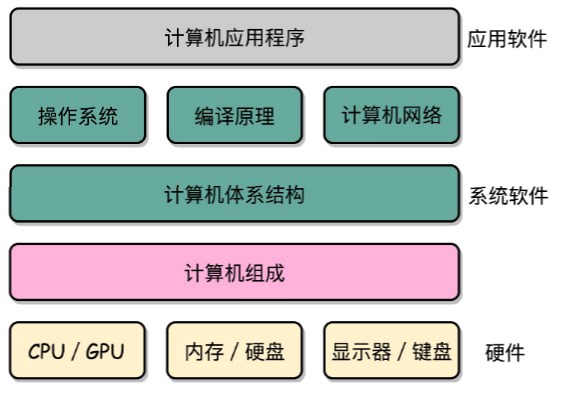 计算机应用程序 应用软件
操作系统 编译原理 计算机网络
计算机体系结构 系统软件
计算机组成
CPU / GPU 内存 / 硬盘 显示器 / 键盘 硬件